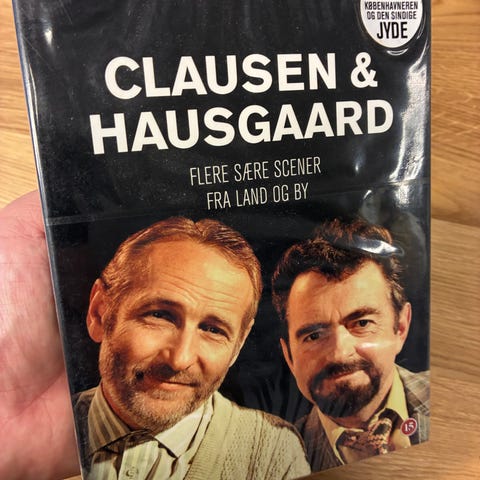 KØBENHAVNEREN
OG DEN SINDIGE
JYDE
CLAUSEN &
HAUSGAARD
FLERE SÆRE SCENER
FRA LAND OG BY
15